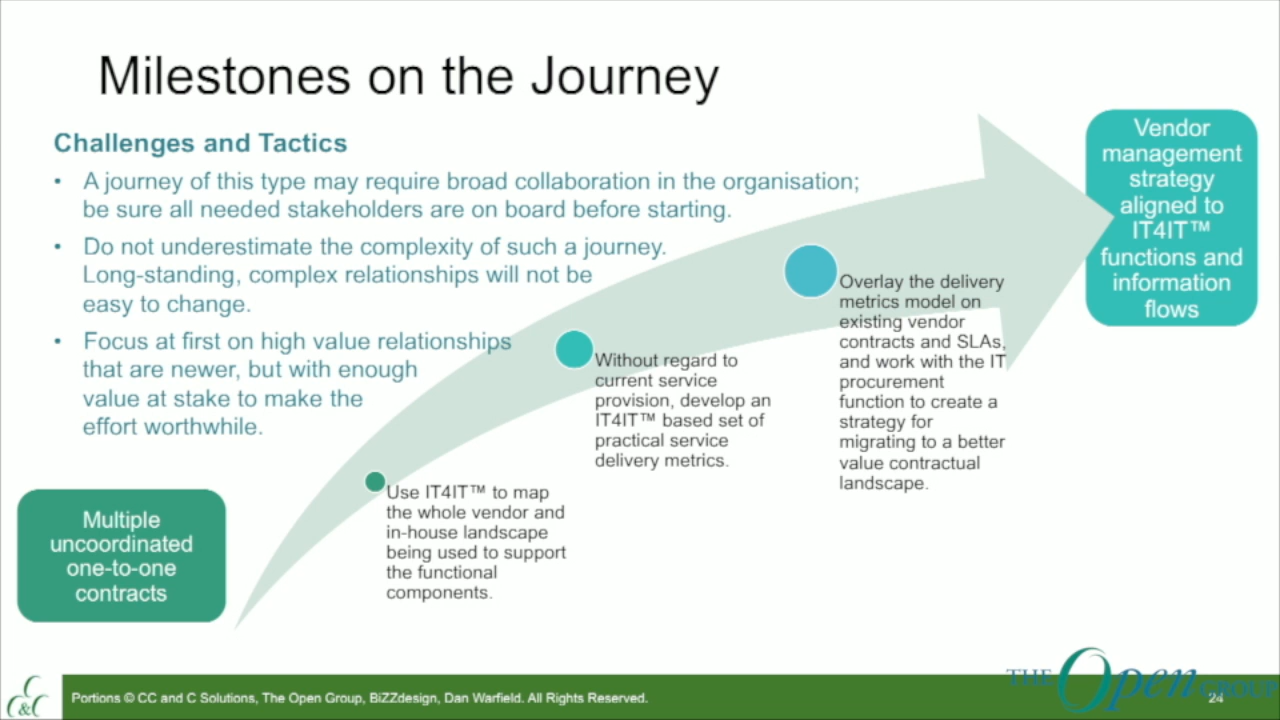 Milestones on the Journey
Challenges and Tactics
• A journey of this type may require broad collaboration in the organisation;
be sure all needed stakeholders are on board before starting.
• Do not underestimate the complexity of such a journey.
Long-standing, complex relationships will not be
easy to change.
• Focus at first on high value relationships
that are newer, but with enough
value at stake to make the
effort worthwhile.
Multiple
uncoordinated
one-to-one
contracts
Use IT4IT™ to map
the whole vendor and
in-house landscape
being used to support
the functional
components.
Without regard to
current service
provision, develop an
IT4IT™ based set of
practical service
delivery metrics.
Overlay the delivery
metrics model on
existing vendor
contracts and SLAs,
and work with the IT
procurement
function to create a
strategy for
migrating to a better
value contractual
landscape.
Vendor
management
strategy
aligned to
IT4IT™
functions and
information
flows
C&C
Portions © CC and C Solutions, The Open Group, BiZZdesign, Dan Warfield. All Rights Reserved.
THE Open GROUP
24